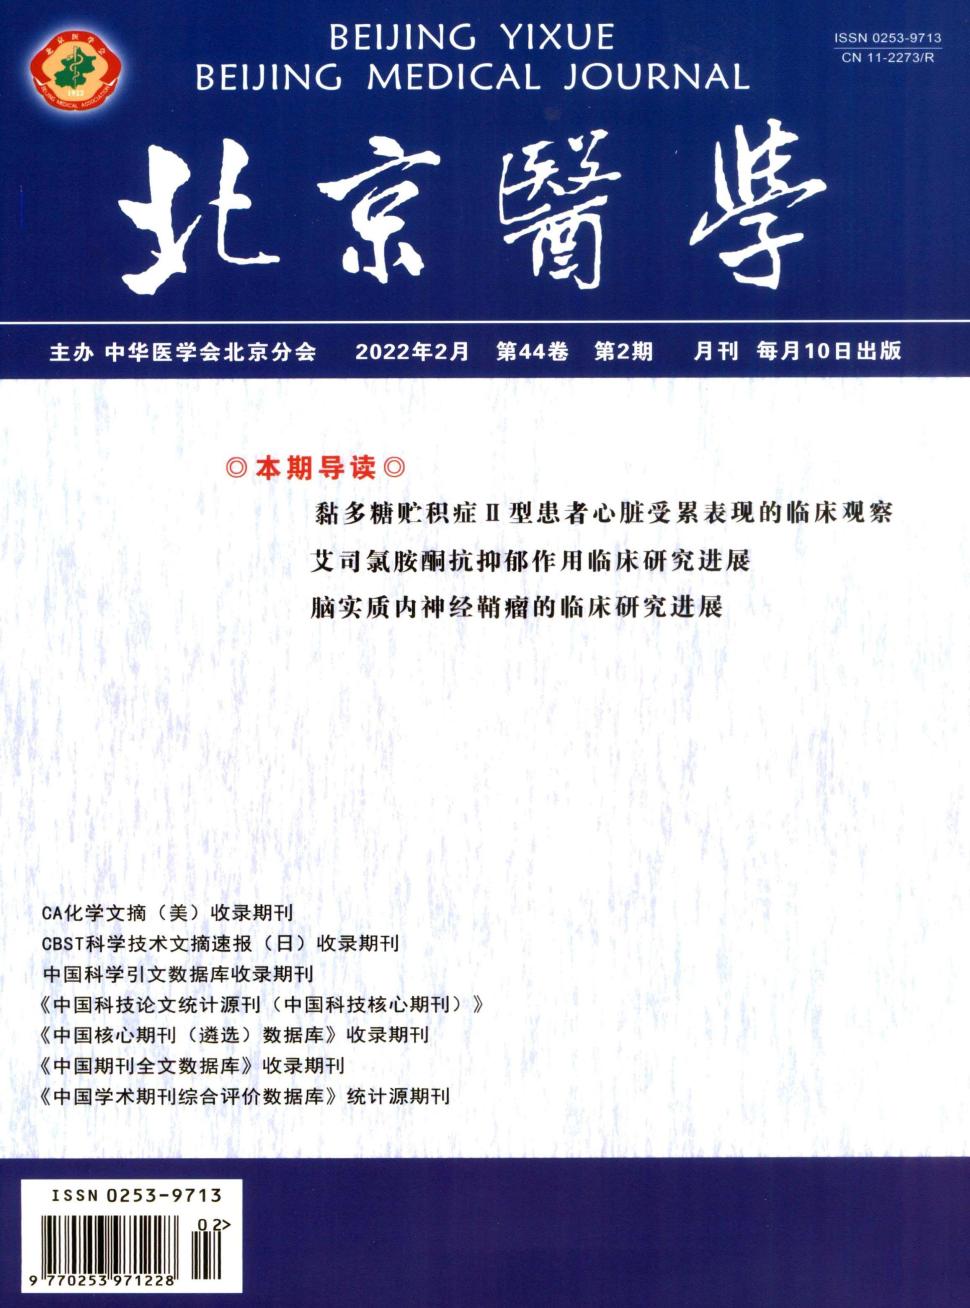 BEIJING YIXUE
BEIJING MEDICAL JOURNAL
ISSN 0253-9713
CN 11-2273/R
北京医学会
1922
BEIJING MEDICAL ASSOCIATION
北京醫學
主办 中华医学会北京分会 2022年2月 第44卷 第2期 月刊 每月10日出版
◎本期导读◎
黏多糖贮积症Ⅱ型患者心脏受累表现的临床观察
艾司氯胺酮抗抑郁作用临床研究进展
脑实质内神经鞘瘤的临床研究进展
CA化学文摘（美）收录期刊
CBST科学技术文摘速报（日）收录期刊
中国科学引文数据库收录期刊
《中国科技论文统计源刊（中国科技核心期刊）》
《中国核心期刊（遴选）数据库》收录期刊
《中国期刊全文数据库》收录期刊
《中国学术期刊综合评价数据库》统计源期刊
ISSN 0253-9713
02>
9 770253 971228